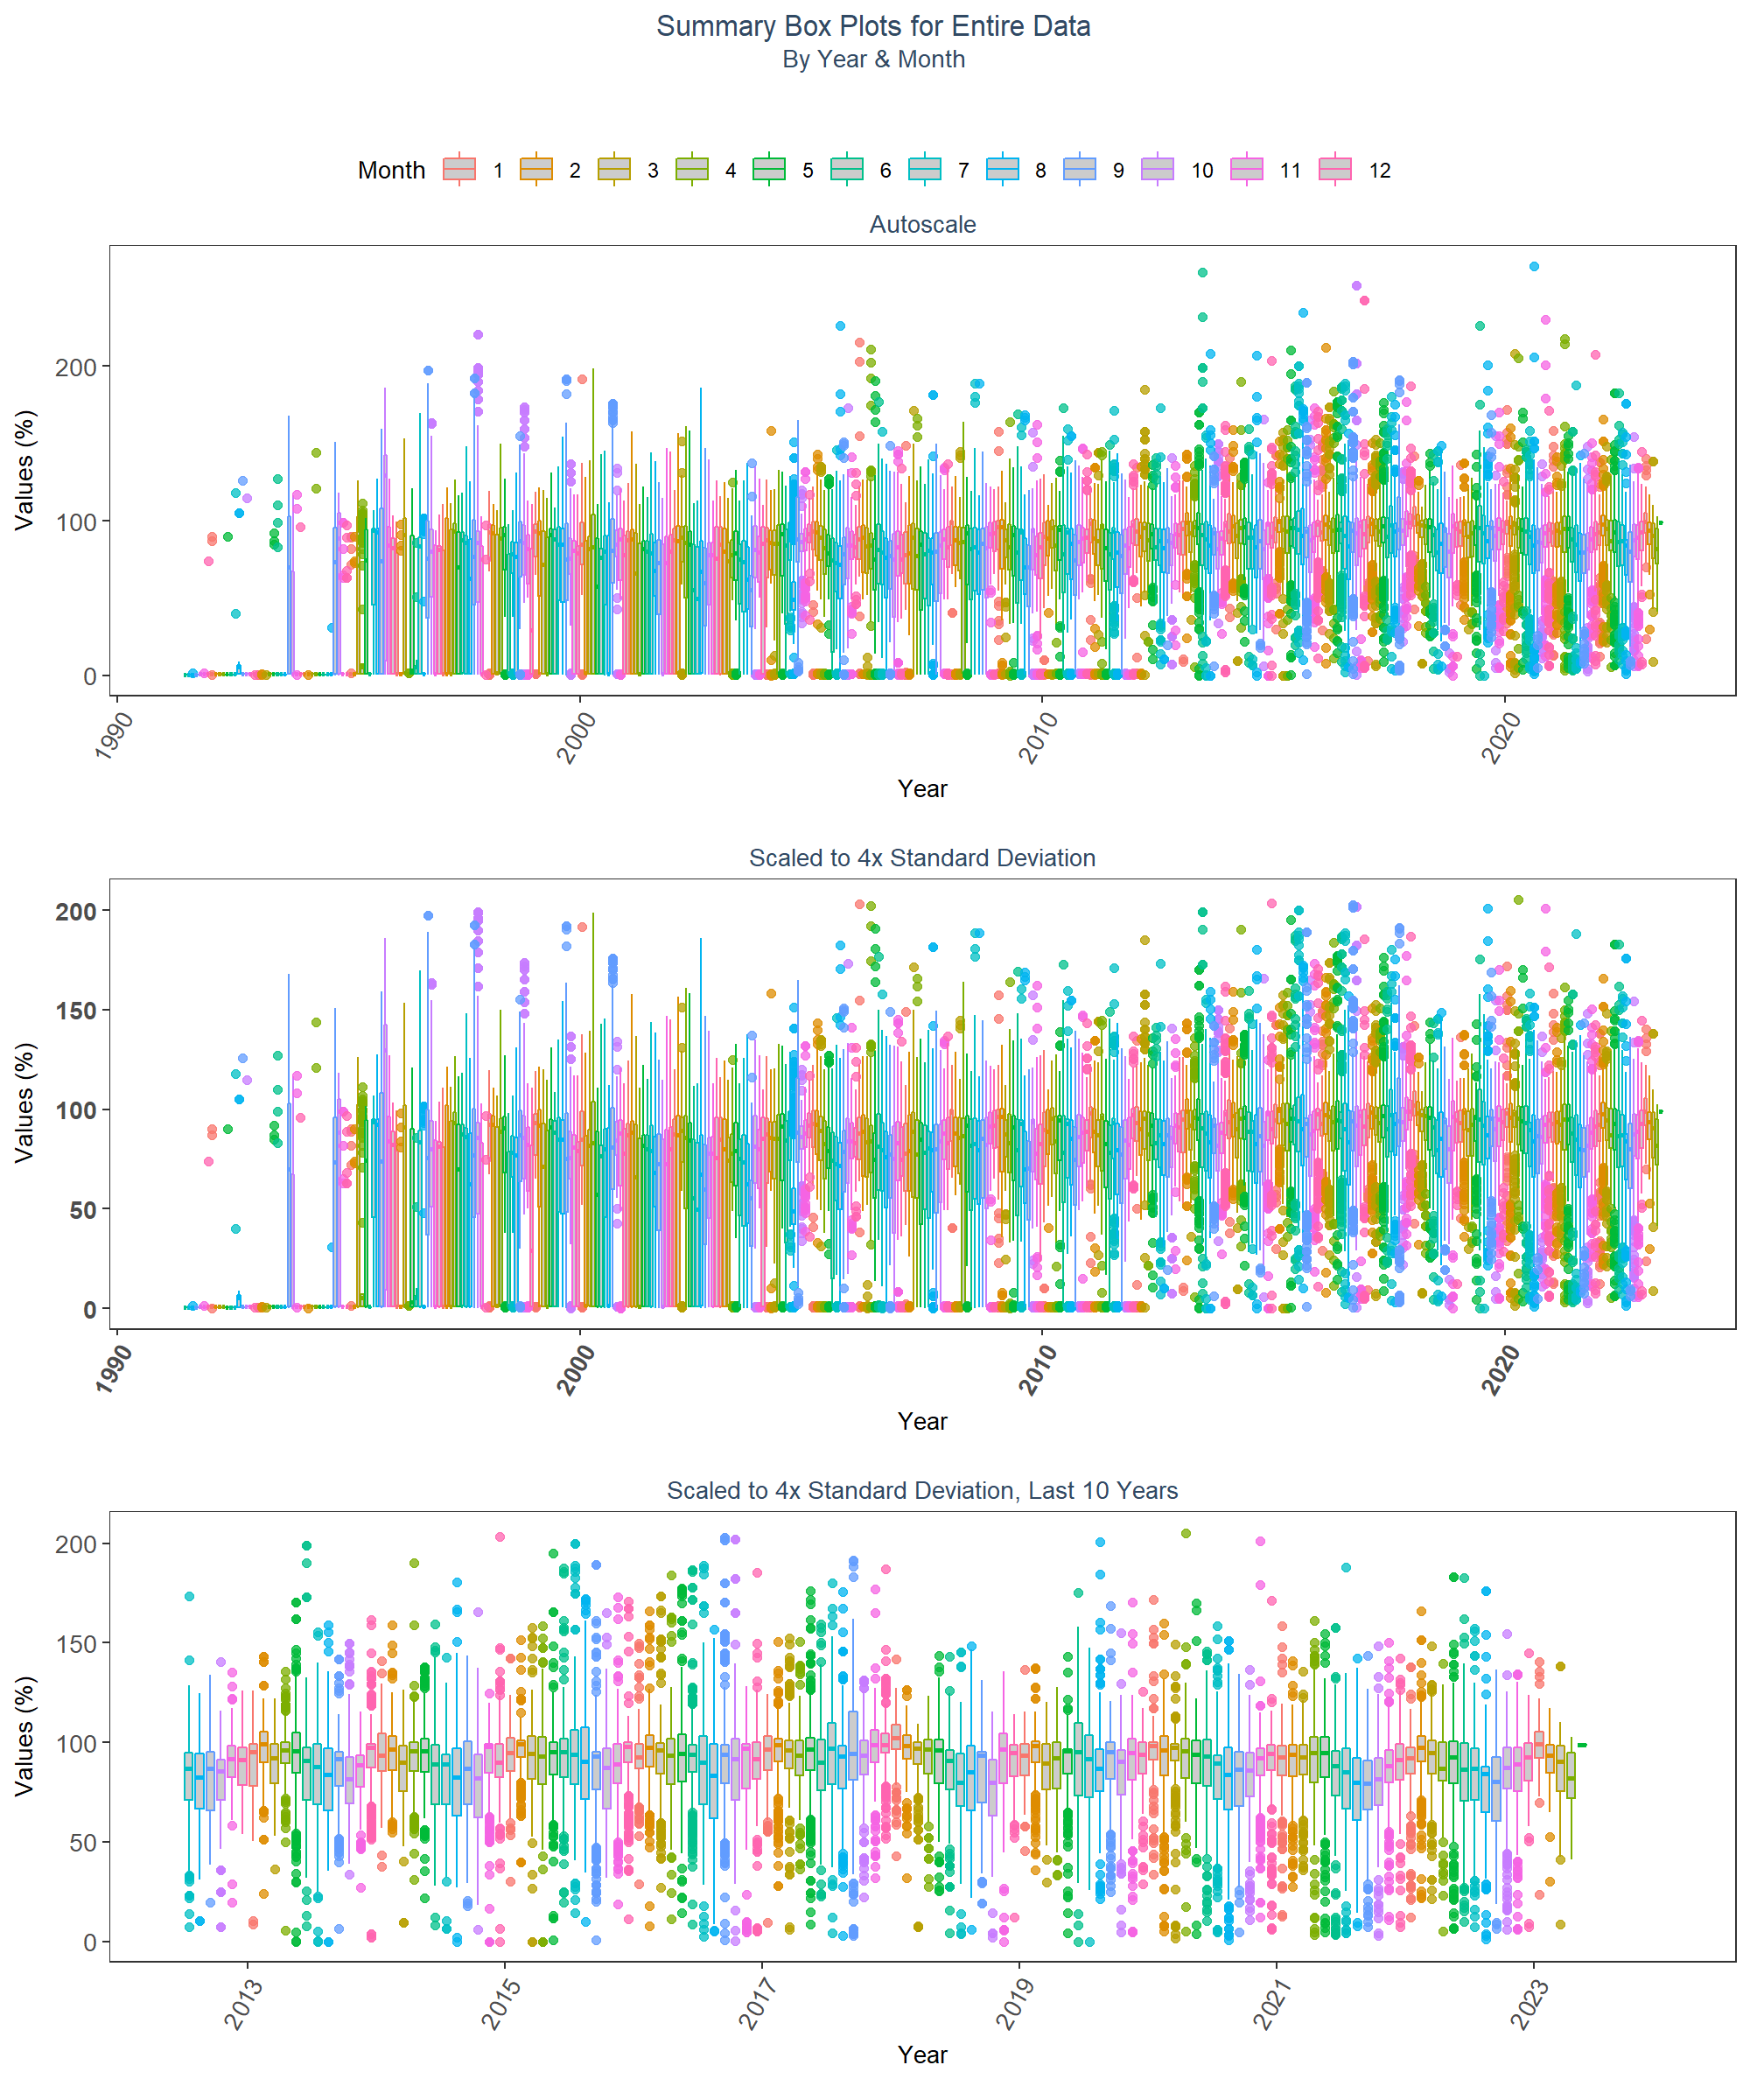 Summary Box Plots for Entire Data
By Year & Month
Month 1 2 3 4 5 6 7 8 9 10 11 12
Autoscale
Values (%)
200
100
0
1990 2000 2010 2020
Year
Scaled to 4x Standard Deviation
Values (%)
200
150
100
50
0
1990 2000 2010 2020
Year
Scaled to 4x Standard Deviation, Last 10 Years
Values (%)
200
150
100
50
0
2013 2015 2017 2019 2021 2023
Year